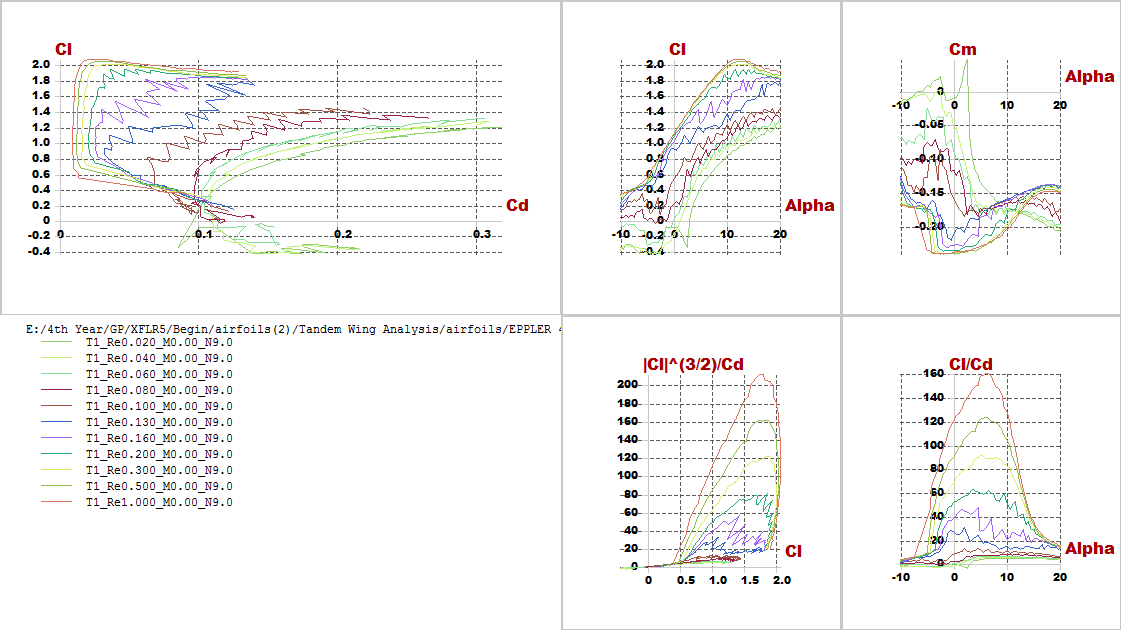 Cl
2.0
1.8
1.6
1.4
1.2
1.0
0.8
0.6
0.4
0.2
0
-0.2
-0.4
0 0.1 0.2 0.3
Cd
Cl
2.0
1.8
1.6
1.4
1.2
1.0
0.8
0.6
0.4
0.2
0
-0.2
-0.4
-10 0 10 20
Alpha
Cm
Alpha
0
-10 0 10 20
-0.05
-0.10
-0.15
-0.20
E:/4th Year/GP/XFLR5/Begin/airfoils(2)/Tandem Wing Analysis/airfoils/EPPLER
T1_Re0.020_M0.00_N9.0
T1_Re0.040_M0.00_N9.0
T1_Re0.060_M0.00_N9.0
T1_Re0.080_M0.00_N9.0
T1_Re0.100_M0.00_N9.0
T1_Re0.130_M0.00_N9.0
T1_Re0.160_M0.00_N9.0
T1_Re0.200_M0.00_N9.0
T1_Re0.300_M0.00_N9.0
T1_Re0.500_M0.00_N9.0
T1_Re1.000_M0.00_N9.0
|Cl|^(3/2)/Cd
200
180
160
140
120
100
80
60
40
20
0
Cl
0 0.5 1.0 1.5 2.0
Cl/Cd
160
140
120
100
80
60
40
20
0
Alpha
-10 0 10 20